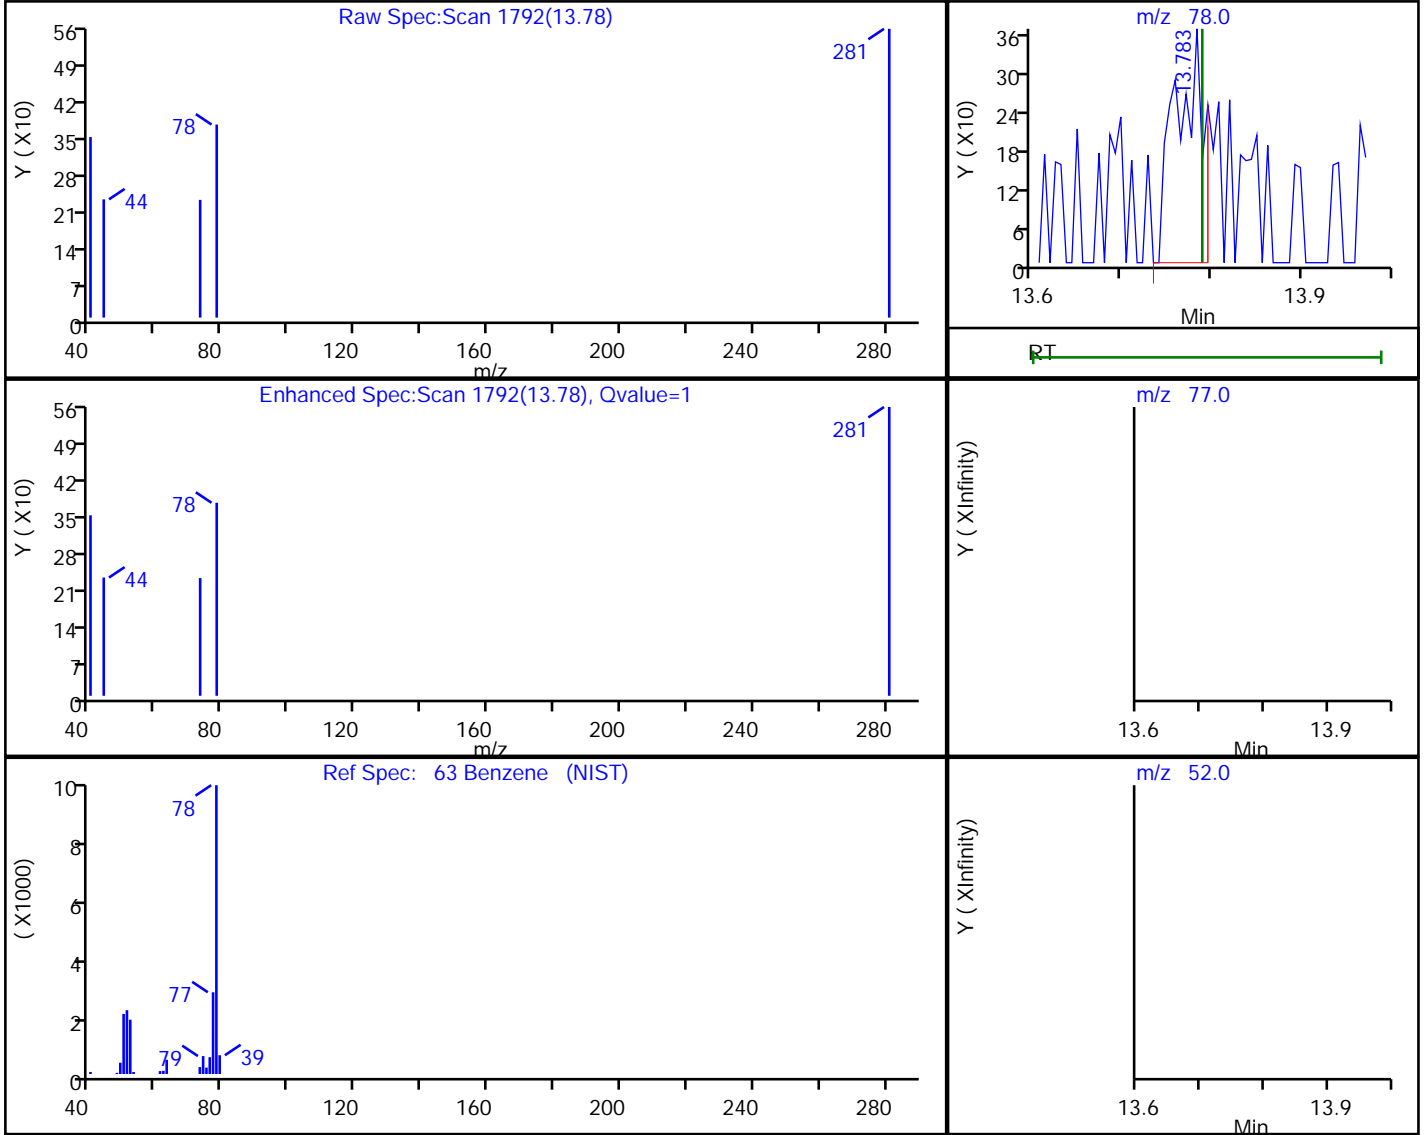 Raw Spec:Scan 1792(13.78)
Y ( X10)
56
49
42
35
28
21
14
7
0
281
78
44
40 80 120 160 200 240 280
m/z
m/z 78.0
Y ( X10)
36
30
24
18
12
6
0
13.783
13.6 13.9
Min
RT
Enhanced Spec:Scan 1792(13.78), Qvalue=1
Y ( X10)
56
49
42
35
28
21
14
7
0
281
78
44
40 80 120 160 200 240 280
m/z
m/z 77.0
Y ( XInfinity)
13.6 13.9
Min
Ref Spec: 63 Benzene (NIST)
( X1000)
10
8
6
4
2
0
78
77
79
39
40 80 120 160 200 240 280
m/z 52.0
Y ( XInfinity)
13.6 13.9
Min